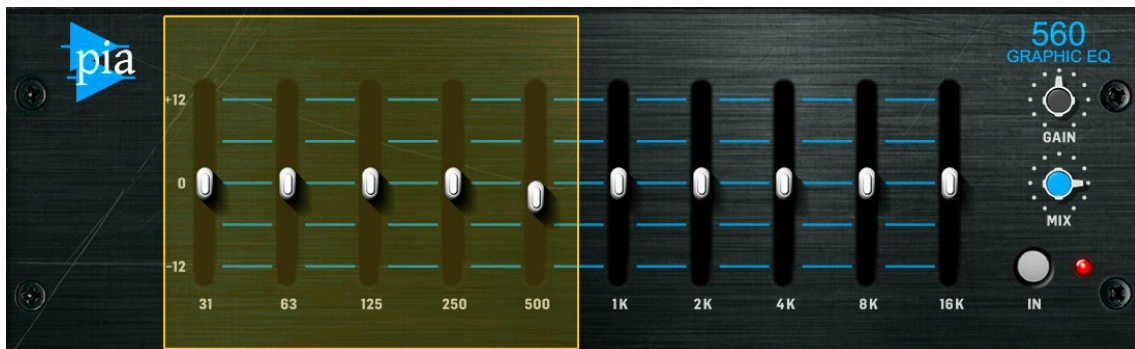 pia
560
GRAPHIC EQ
+12
0
-12
GAIN
MIX
31 63 125 250 500 1K 2K 4K 8K 16K
IN